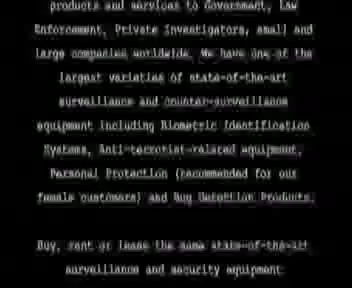 products and services to Government, Law
Enforcement, Private Investigators, small and
large companies worldwide. We have one of the
largest varieties of state-of-the-art
surveillance and counter-surveillance
equipment including Biometric Identification
Systems, Anti-terrorist-related equipment,
Personal Protection (recommended for our
female customers) and Bug Detection Products.
Buy, rent or lease the same state-of-the-art
surveillance and security equipment